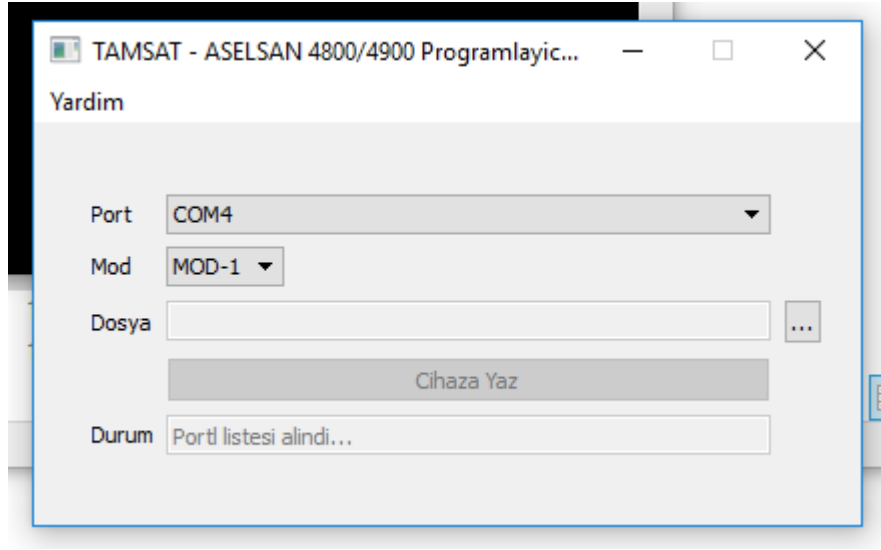 TAMSAT - ASELSAN 4800/4900 Programlayic...
Yardim
Port COM4
Mod MOD-1
Dosya ...
Cihaza Yaz
Durum Portl listesi alindi...